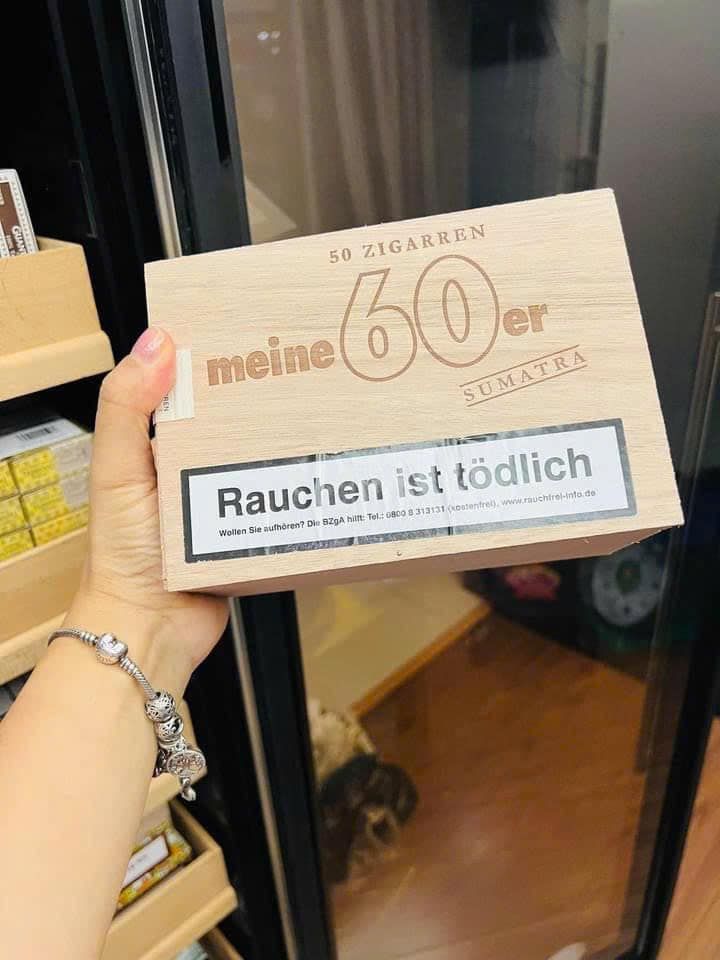 50 ZIGARREN
meine 60er
SUMATRA
Rauchen ist tödlich
Wollen Sie aufhören? Die BZgA hilft: Tel.: 0800 8 313131 (kostenfrei), www.rauchfrei-info.de